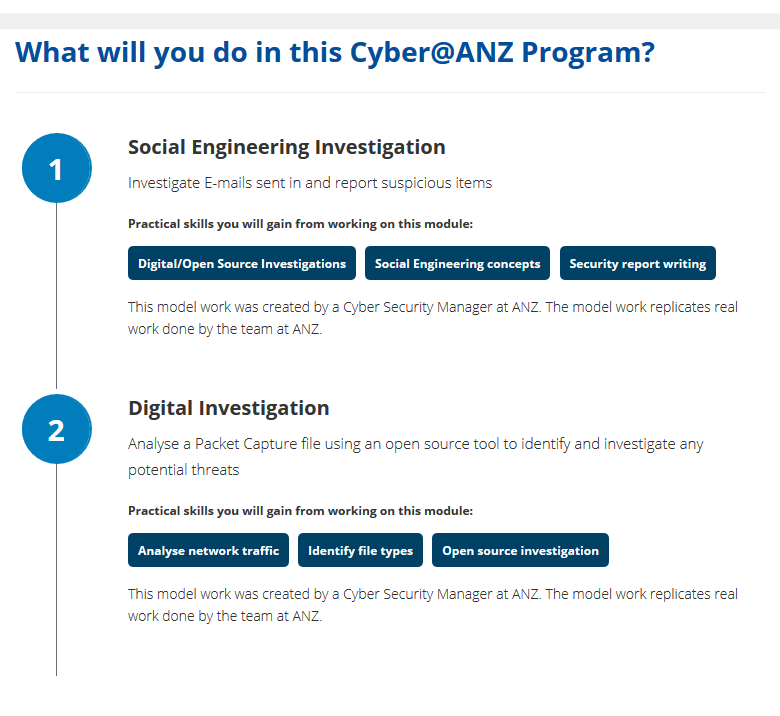 What will you do in this Cyber@ANZ Program?
1
Social Engineering Investigation
Investigate E-mails sent in and report suspicious items
Practical skills you will gain from working on this module:
Digital/Open Source Investigations
Social Engineering concepts
Security report writing
This model work was created by a Cyber Security Manager at ANZ. The model work replicates real
work done by the team at ANZ.
2
Digital Investigation
Analyse a Packet Capture file using an open source tool to identify and investigate any
potential threats
Practical skills you will gain from working on this module:
Analyse network traffic
Identify file types
Open source investigation
This model work was created by a Cyber Security Manager at ANZ. The model work replicates real
work done by the team at ANZ.